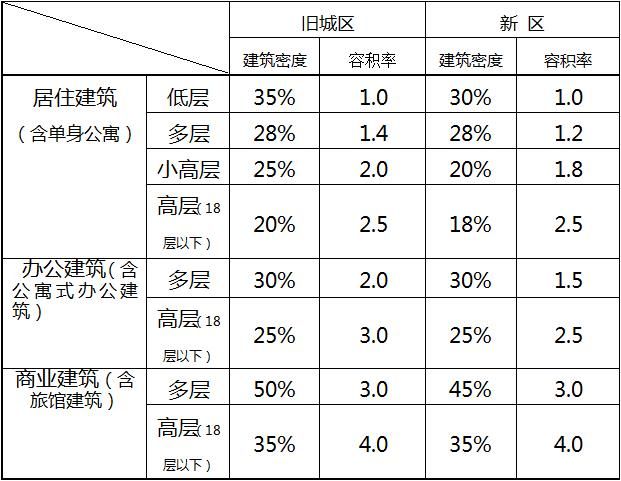 旧城区 新 区
建筑密度 容积率 建筑密度 容积率
居住建筑 低层 35% 1.0 30% 1.0
（含单身公寓） 多层 28% 1.4 28% 1.2
小高层 25% 2.0 20% 1.8
高层（18 20% 2.5 18% 2.5
层以下）
办公建筑（含 多层 30% 2.0 30% 1.5
公寓式办公建
筑） 高层（18 25% 3.0 25% 2.5
层以下）
商业建筑（含 多层 50% 3.0 45% 3.0
旅馆建筑）
高层（18 35% 4.0 35% 4.0
层以下）